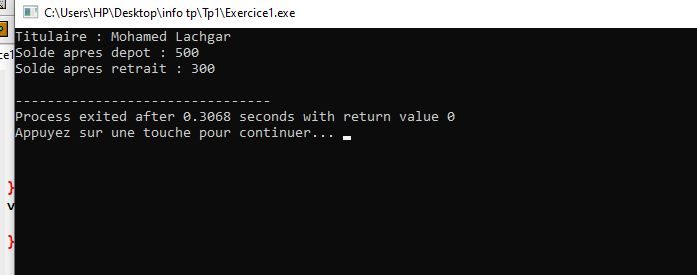 C:\Users\HP\Desktop\info tp\Tp1\Exercice1.exe
Titulaire : Mohamed Lachgar
Solde apres depot : 500
Solde apres retrait : 300
--------------------------------
Process exited after 0.3068 seconds with return value 0
Appuyez sur une touche pour continuer...
ce1
}
v
}